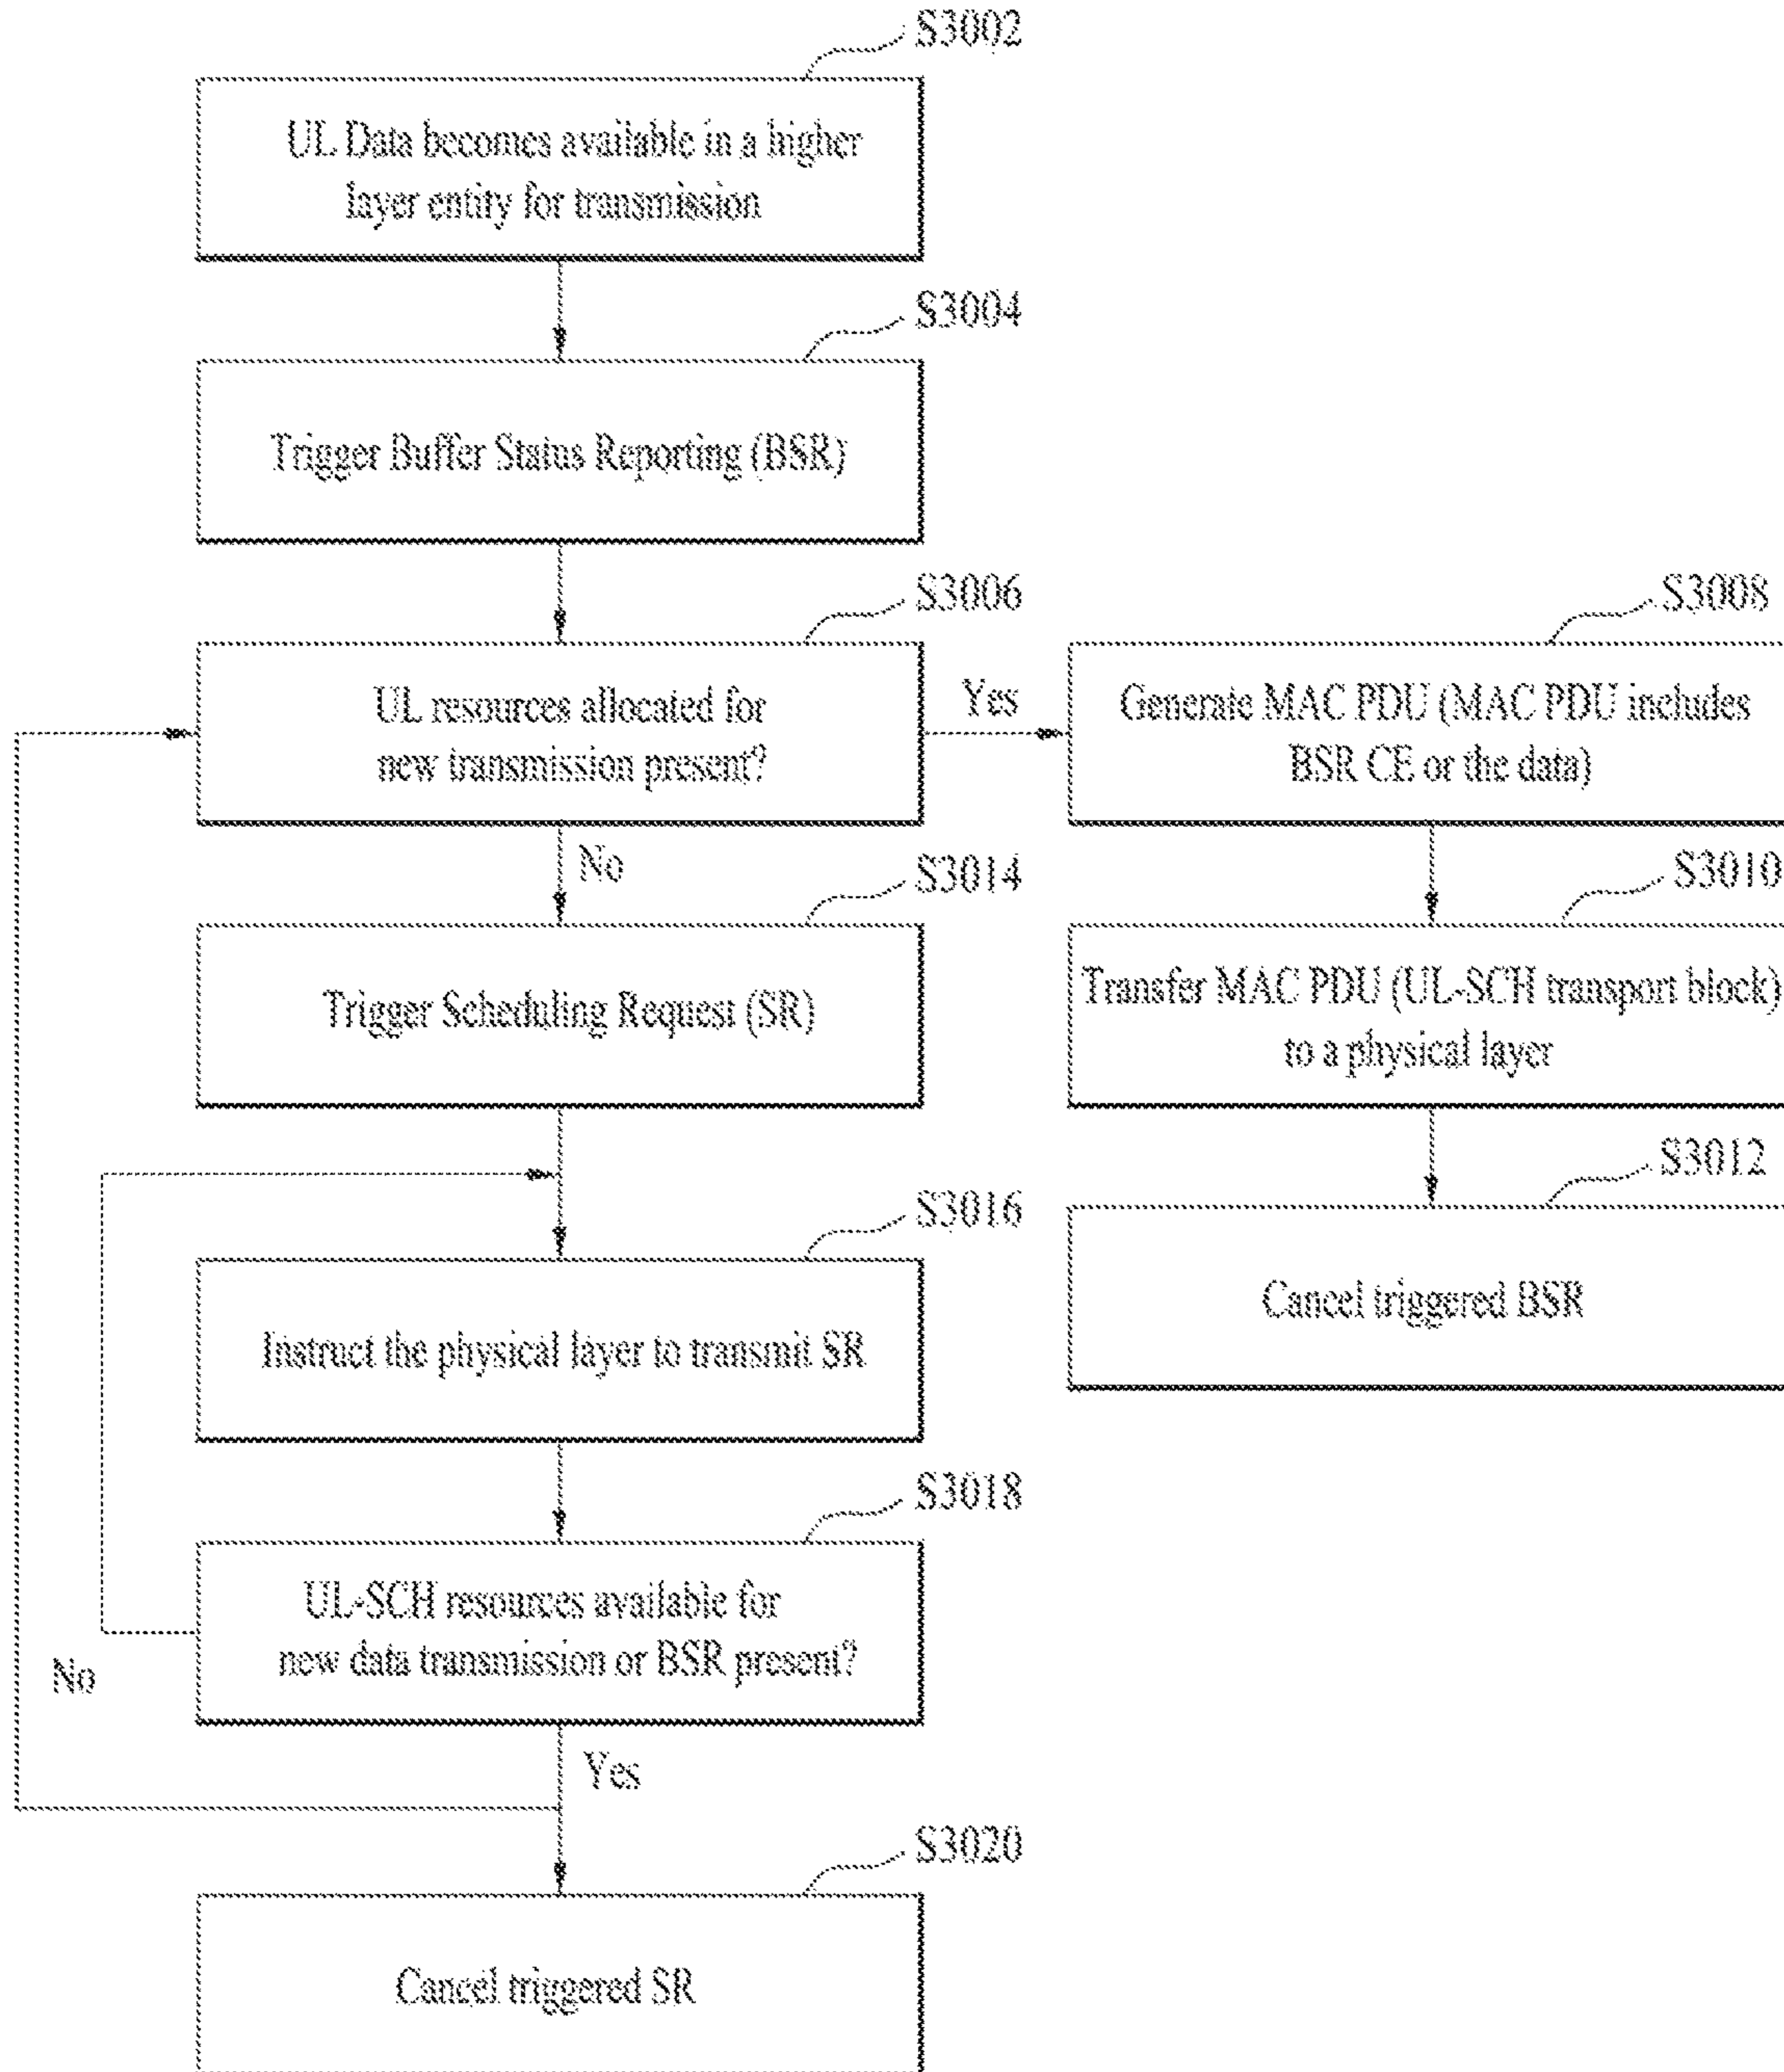 S3002
UL Data becomes available in a higher
layer entity for transmission
S3004
Trigger Buffer Status Reporting (BSR)
S3006
UL resources allocated for
new transmission present?
Yes
S3008
Generate MAC PDU (MAC PDU includes
BSR CE or the data)
No
S3014
Trigger Scheduling Request (SR)
S3010
Transfer MAC PDU (UL-SCH transport block)
to a physical layer
S3012
Cancel triggered BSR
S3016
Instruct the physical layer to transmit SR
S3018
UL-SCH resources available for
new data transmission or BSR present?
No
Yes
S3020
Cancel triggered SR